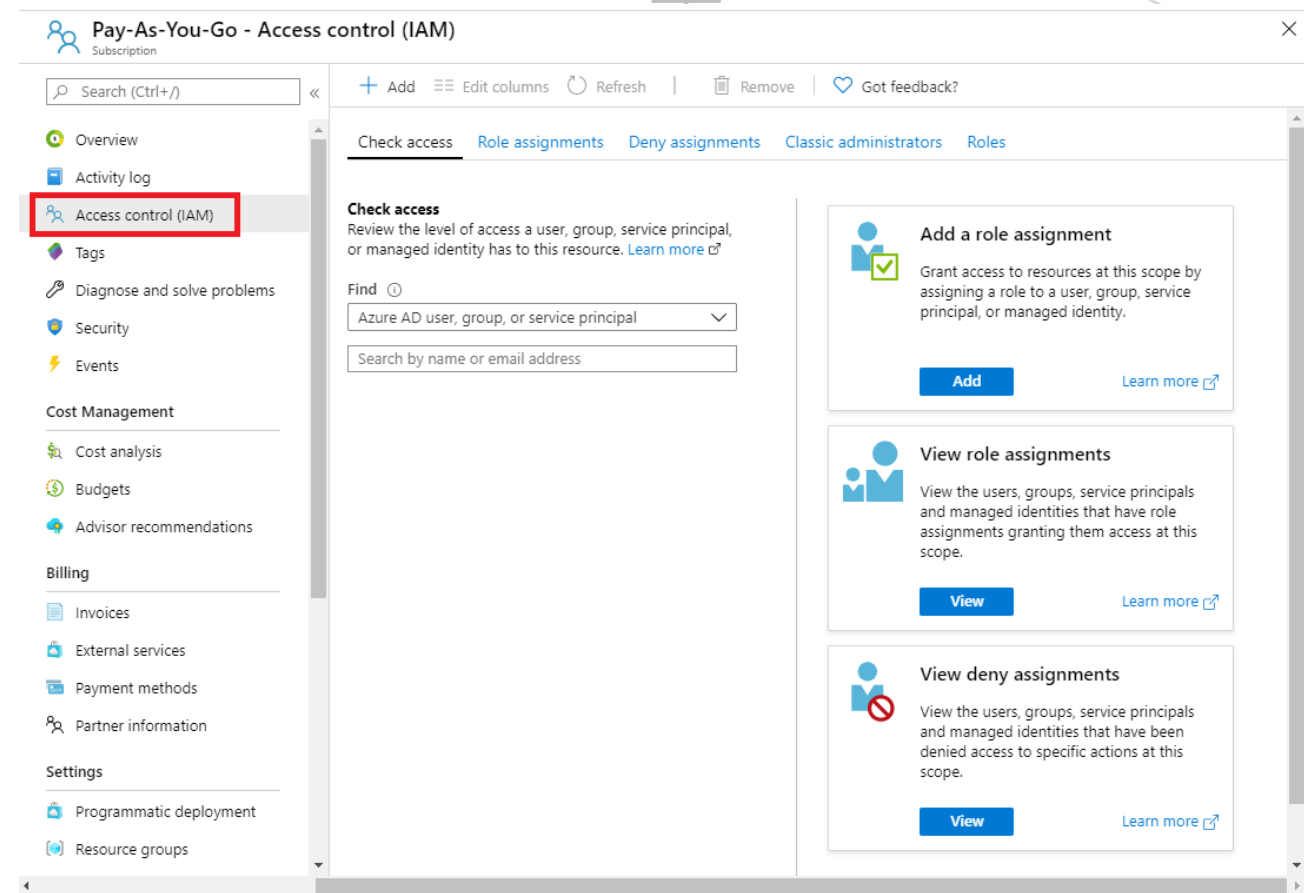 Pay-As-You-Go - Access control (IAM)
Subscription
Search (Ctrl+/)
«
Overview
Activity log
Access control (IAM)
Tags
Diagnose and solve problems
Security
Events
Cost Management
Cost analysis
Budgets
Advisor recommendations
Billing
Invoices
External services
Payment methods
Partner information
Settings
Programmatic deployment
Resource groups
Add
Edit columns
Refresh
Remove
Got feedback?
Check access
Role assignments
Deny assignments
Classic administrators
Roles
Check access
Review the level of access a user, group, service principal,
or managed identity has to this resource. Learn more
Find
Azure AD user, group, or service principal
Search by name or email address
Add a role assignment
Grant access to resources at this scope by
assigning a role to a user, group, service
principal, or managed identity.
Add
Learn more
View role assignments
View the users, groups, service principals
and managed identities that have role
assignments granting them access at this
scope.
View
Learn more
View deny assignments
View the users, groups, service principals
and managed identities that have been
denied access to specific actions at this
scope.
View
Learn more